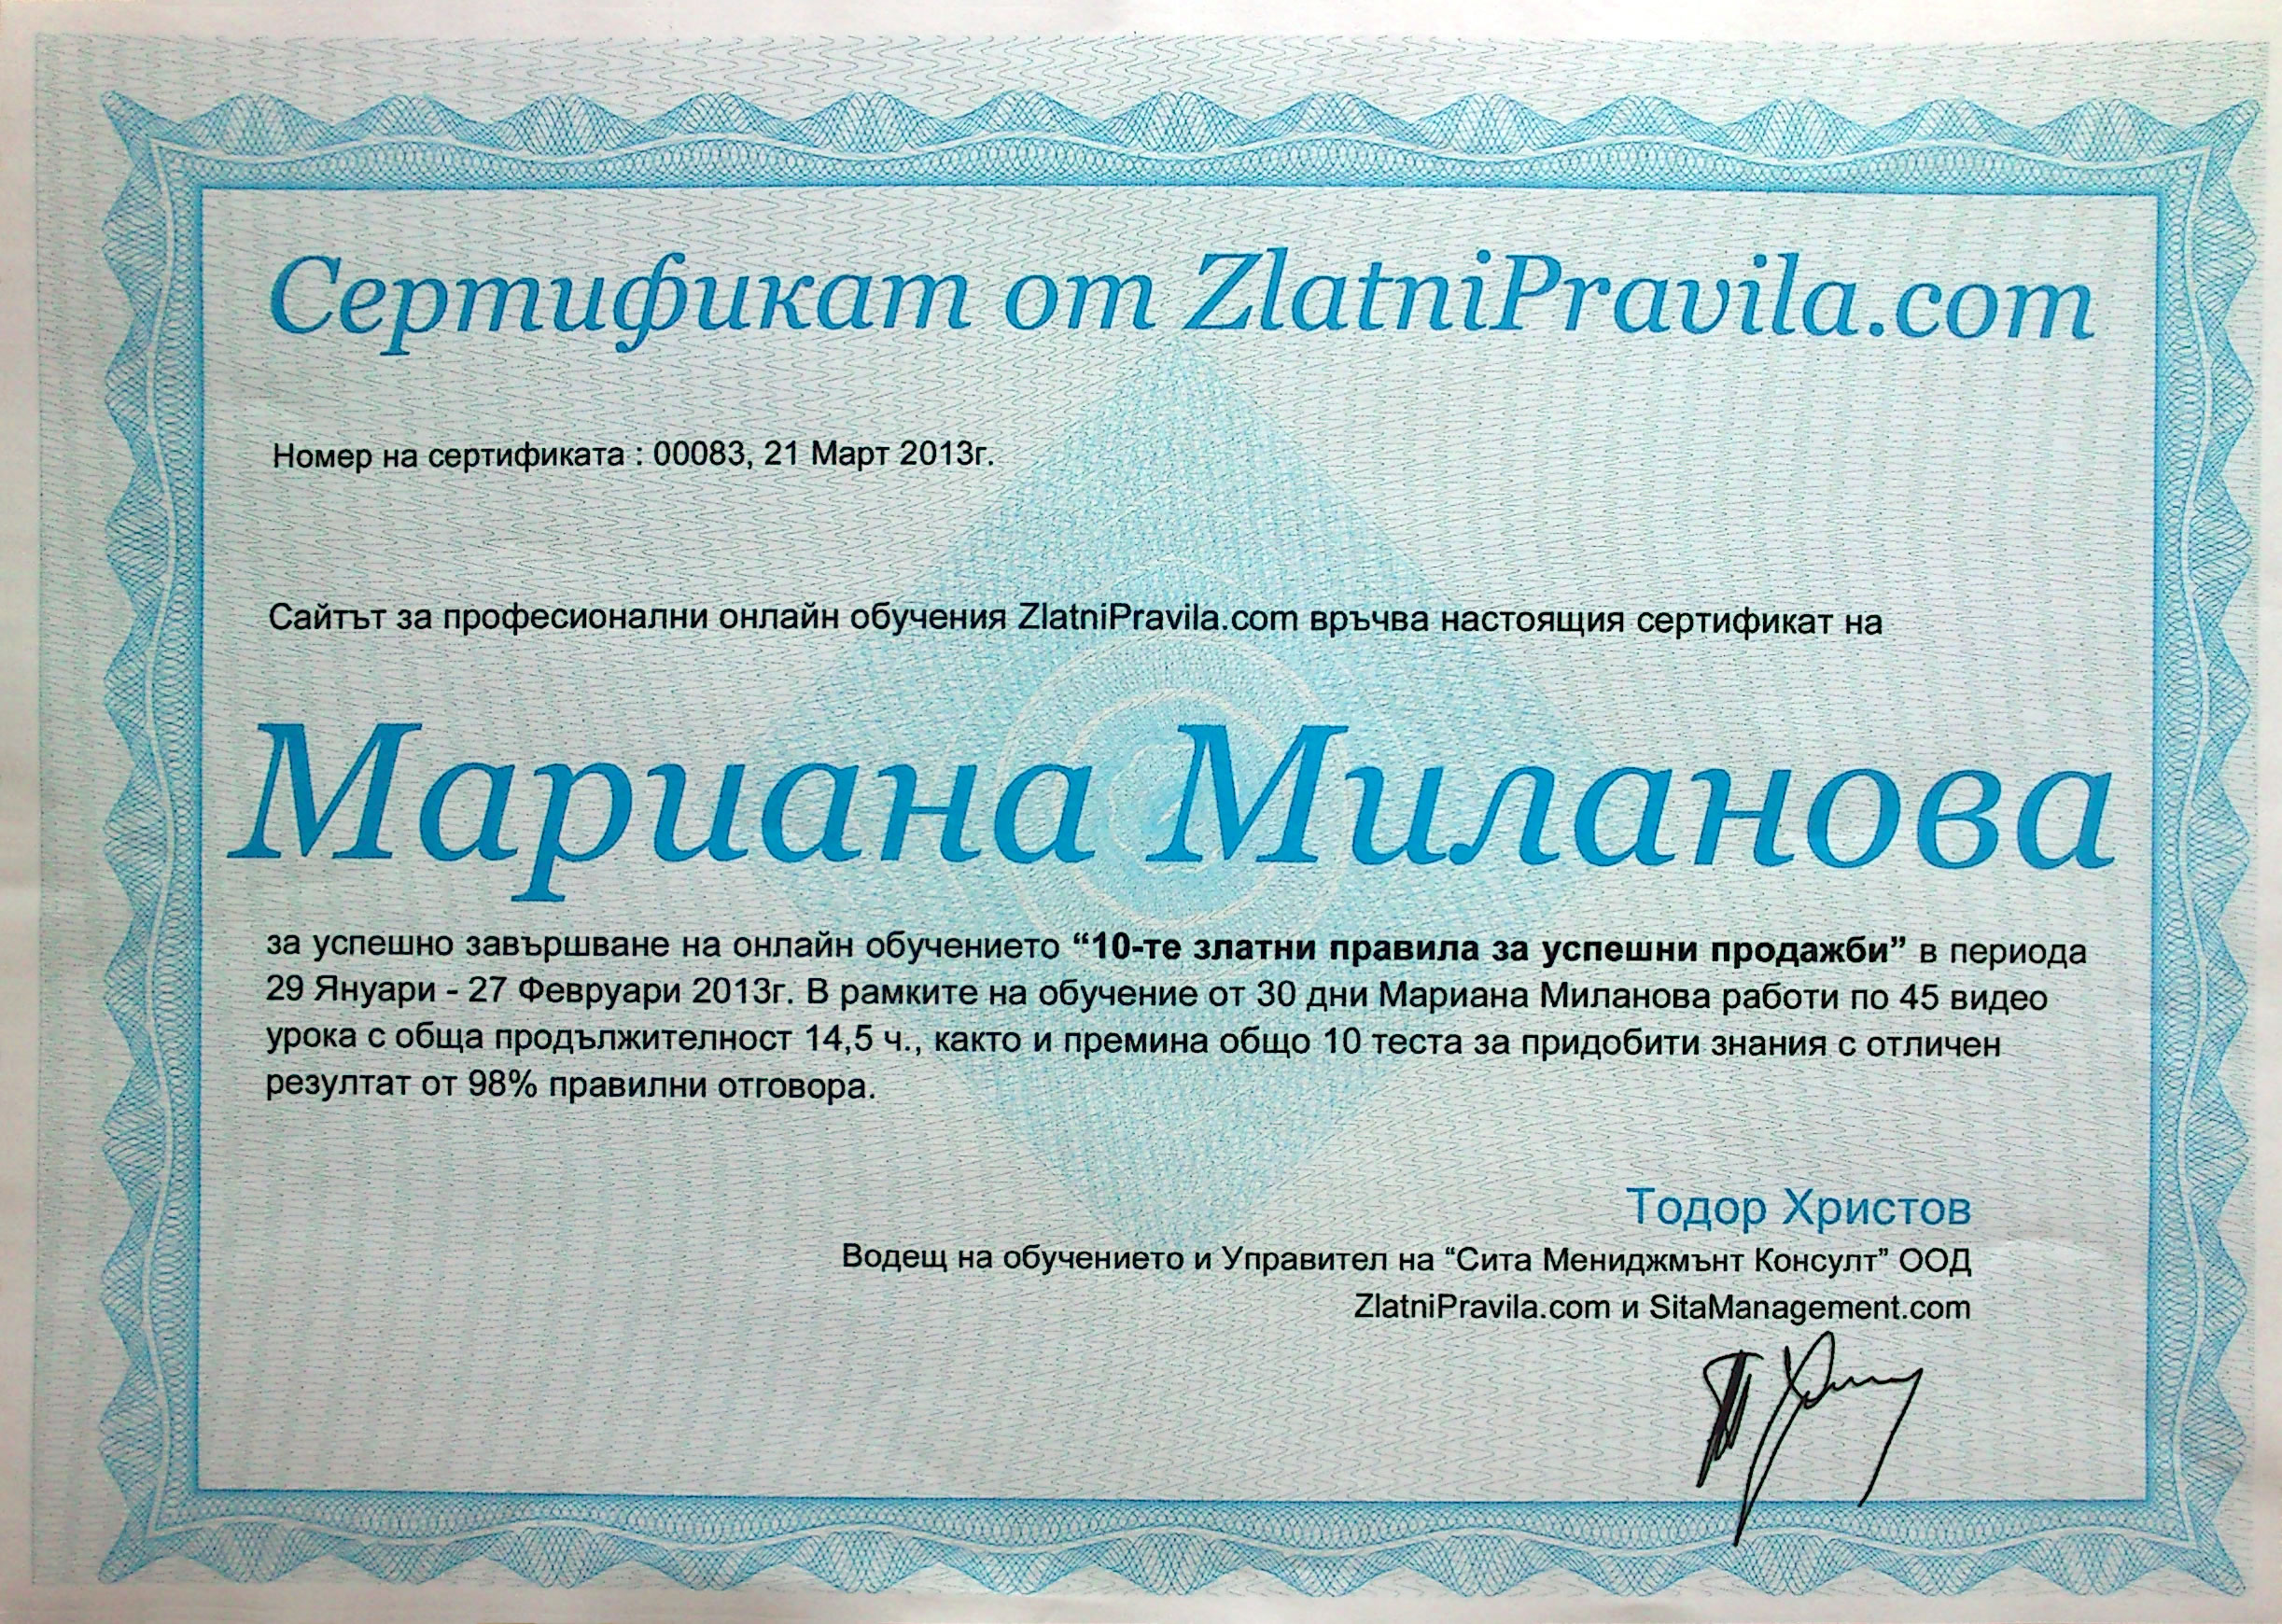 Сертификат от ZlatniPravila.com
Номер на сертификата : 00083, 21 Март 2013г.
Сайтът за професионални онлайн обучения ZlatniPravila.com връчва настоящия сертификат на
Мариана Миланова
за успешно завършване на онлайн обучението “10-те златни правила за успешни продажби” в периода
29 Януари - 27 Февруари 2013г. В рамките на обучение от 30 дни Мариана Миланова работи по 45 видео
урока с обща продължителност 14,5 ч., както и премина общо 10 теста за придобити знания с отличен
резултат от 98% правилни отговора.
Тодор Христов
Водещ на обучението и Управител на “Сита Мениджмънт Консулт” ООД
ZlatniPravila.com и SitaManagement.com